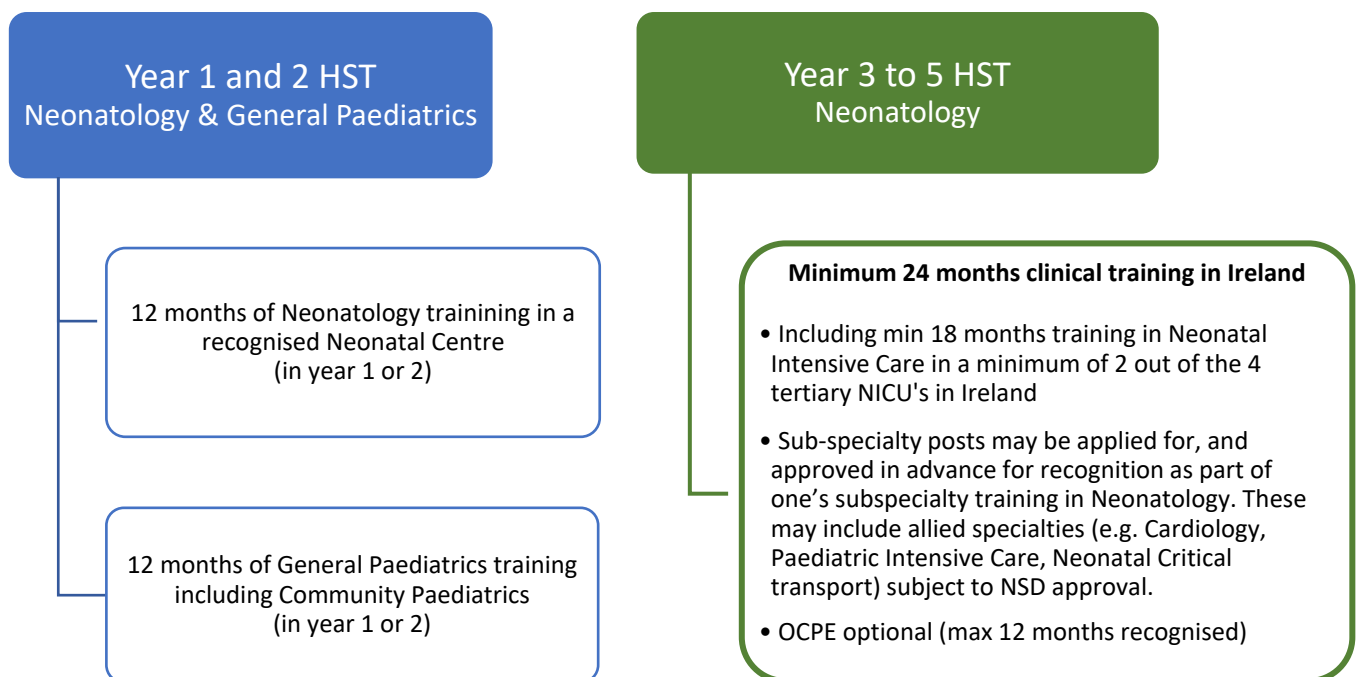 Year 1 and 2 HST
Neonatology & General Paediatrics
12 months of Neonatology trainining in a
recognised Neonatal Centre
(in year 1 or 2)
12 months of General Paediatrics training
including Community Paediatrics
(in year 1 or 2)
Year 3 to 5 HST
Neonatology
Minimum 24 months clinical training in Ireland
• Including min 18 months training in Neonatal
Intensive Care in a minimum of 2 out of the 4
tertiary NICU's in Ireland
• Sub-specialty posts may be applied for, and
approved in advance for recognition as part of
one’s subspecialty training in Neonatology. These
may include allied specialties (e.g. Cardiology,
Paediatric Intensive Care, Neonatal Critical
transport) subject to NSD approval.
• OCPE optional (max 12 months recognised)